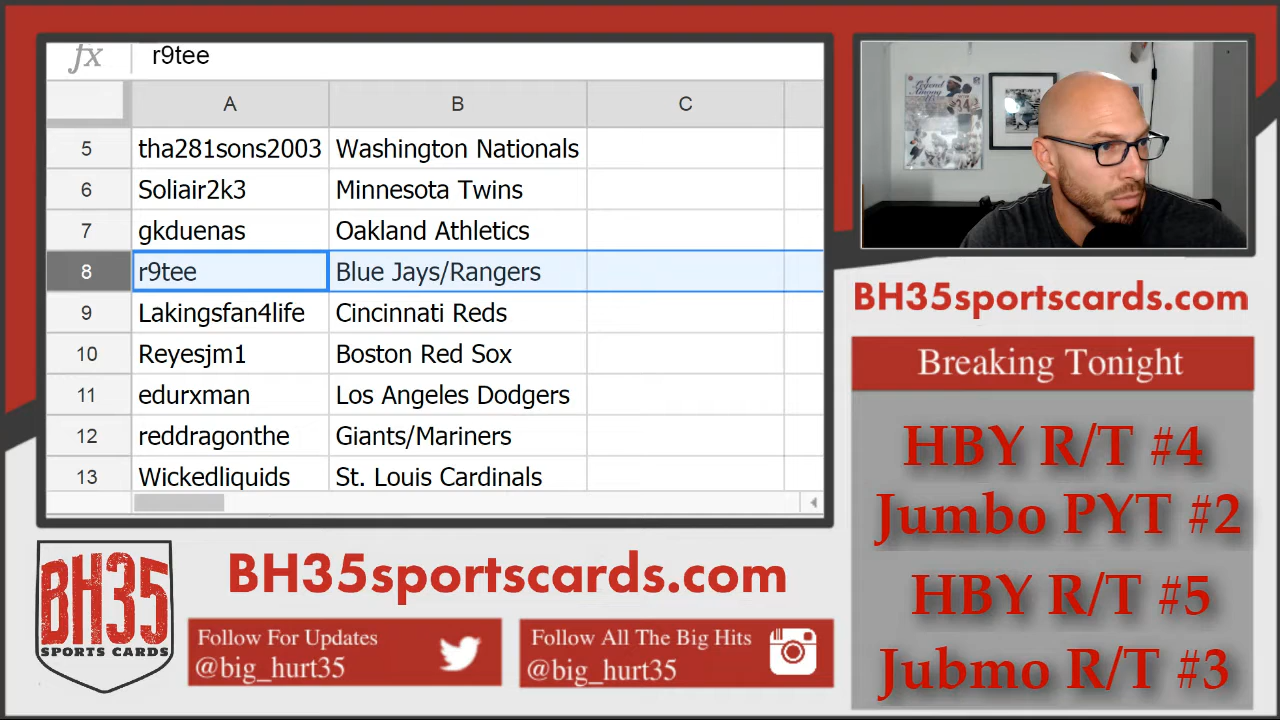 fx r9tee
A B C
5 tha281sons2003 Washington Nationals
6 Soliair2k3 Minnesota Twins
7 gkduenas Oakland Athletics
8 r9tee Blue Jays/Rangers
9 Lakingsfan4life Cincinnati Reds
10 Reyesjm1 Boston Red Sox
11 edurxman Los Angeles Dodgers
12 reddragonthe Giants/Mariners
13 Wickedliquids St. Louis Cardinals
BH35
SPORTS CARDS
BH35sportscards.com
Follow For Updates
@big_hurt35
Follow All The Big Hits
@big_hurt35
A Legend
Among
34
BH35sportscards.com
Breaking Tonight
HBY R/T #4
Jumbo PYT #2
HBY R/T #5
Jubmo R/T #3